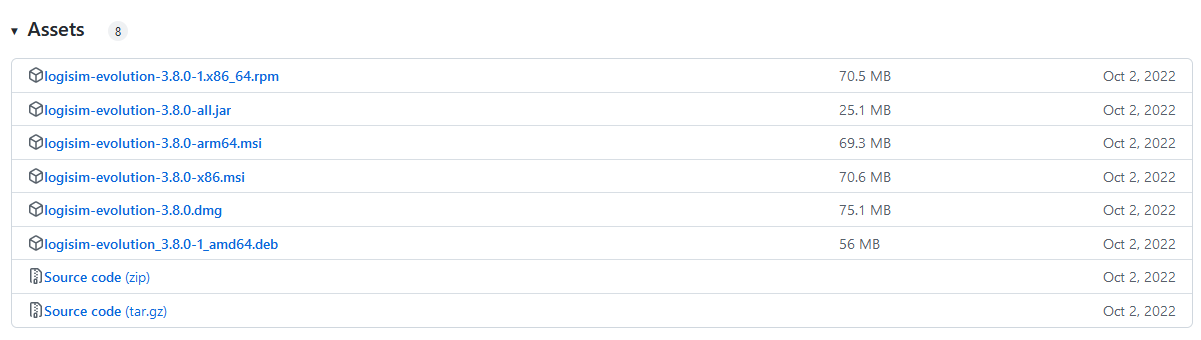 Assets 8
logisim-evolution-3.8.0-1.x86_64.rpm 70.5 MB Oct 2, 2022
logisim-evolution-3.8.0-all.jar 25.1 MB Oct 2, 2022
logisim-evolution-3.8.0-arm64.msi 69.3 MB Oct 2, 2022
logisim-evolution-3.8.0-x86.msi 70.6 MB Oct 2, 2022
logisim-evolution-3.8.0.dmg 75.1 MB Oct 2, 2022
logisim-evolution_3.8.0-1_amd64.deb 56 MB Oct 2, 2022
Source code (zip) Oct 2, 2022
Source code (tar.gz) Oct 2, 2022